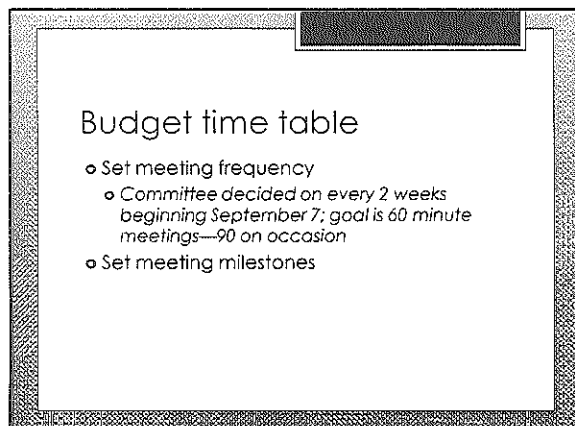 Budget time table
o Set meeting frequency
o Committee decided on every 2 weeks
beginning September 7; goal is 60 minute
meetings—90 on occasion
o Set meeting milestones